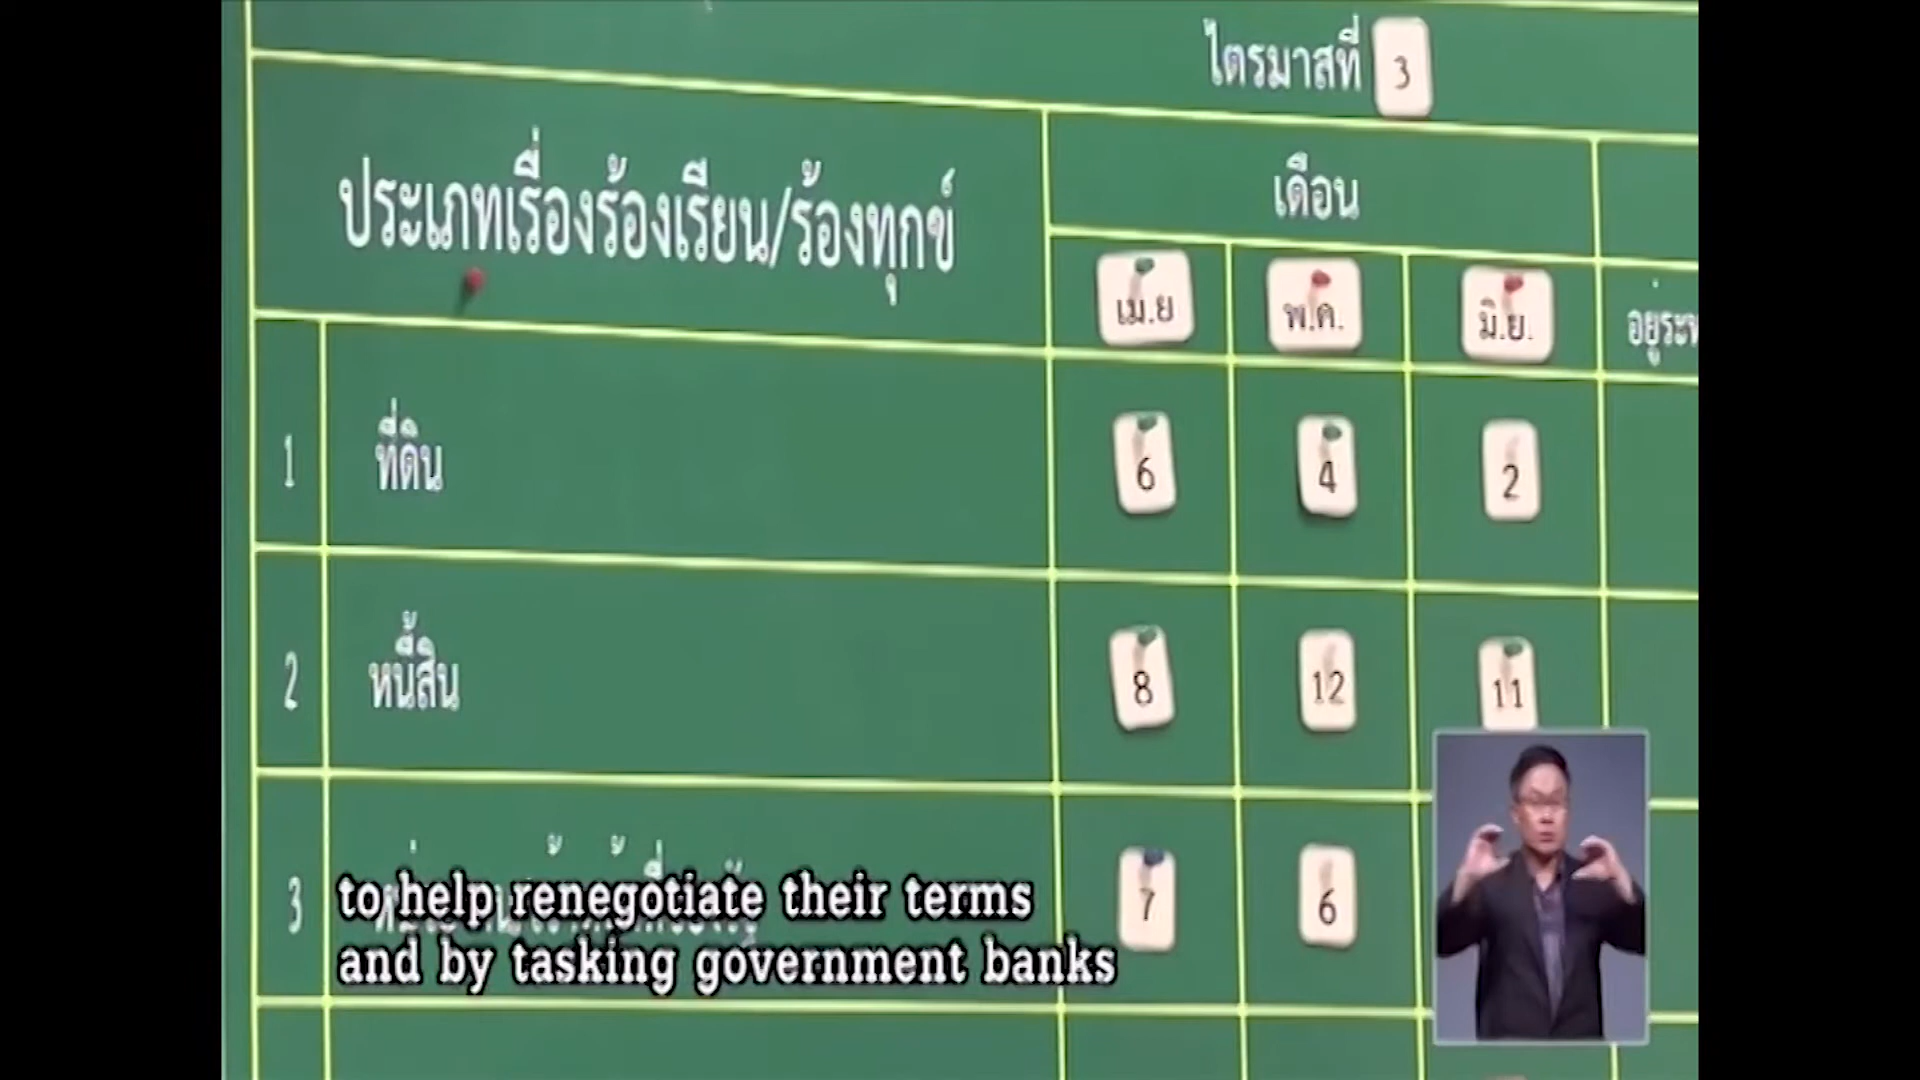 ไตรมาสที่ 3
ประเภทเรื่องร้องเรียน/ร้องทุกข์
เดือน
เม.ย พ.ค. มิ.ย.
1 ที่ดิน 6 4 2
2 หนี้สิน 8 12 11
3 7 6
to help renegotiate their terms
and by tasking government banks